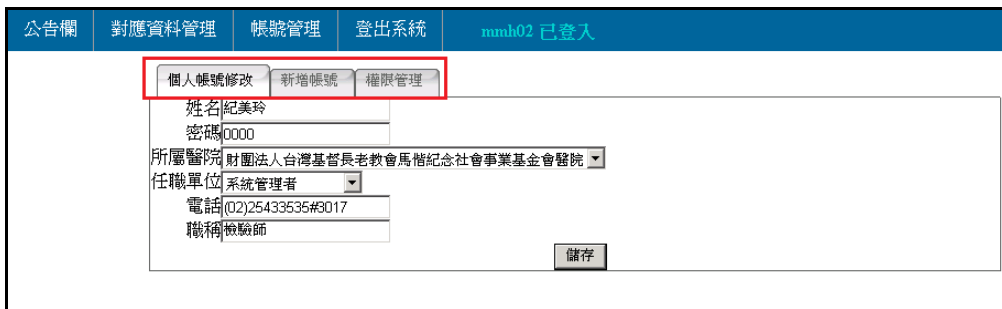 公告欄 對應資料管理 帳號管理 登出系統 mmh02 已登入
個人帳號修改 新增帳號 權限管理
姓名 紀美玲
密碼 0000
所屬醫院 財團法人台灣基督長老教會馬偕紀念社會事業基金會醫院
任職單位 系統管理者
電話 (02)25433535#3017
職稱 檢驗師
儲存